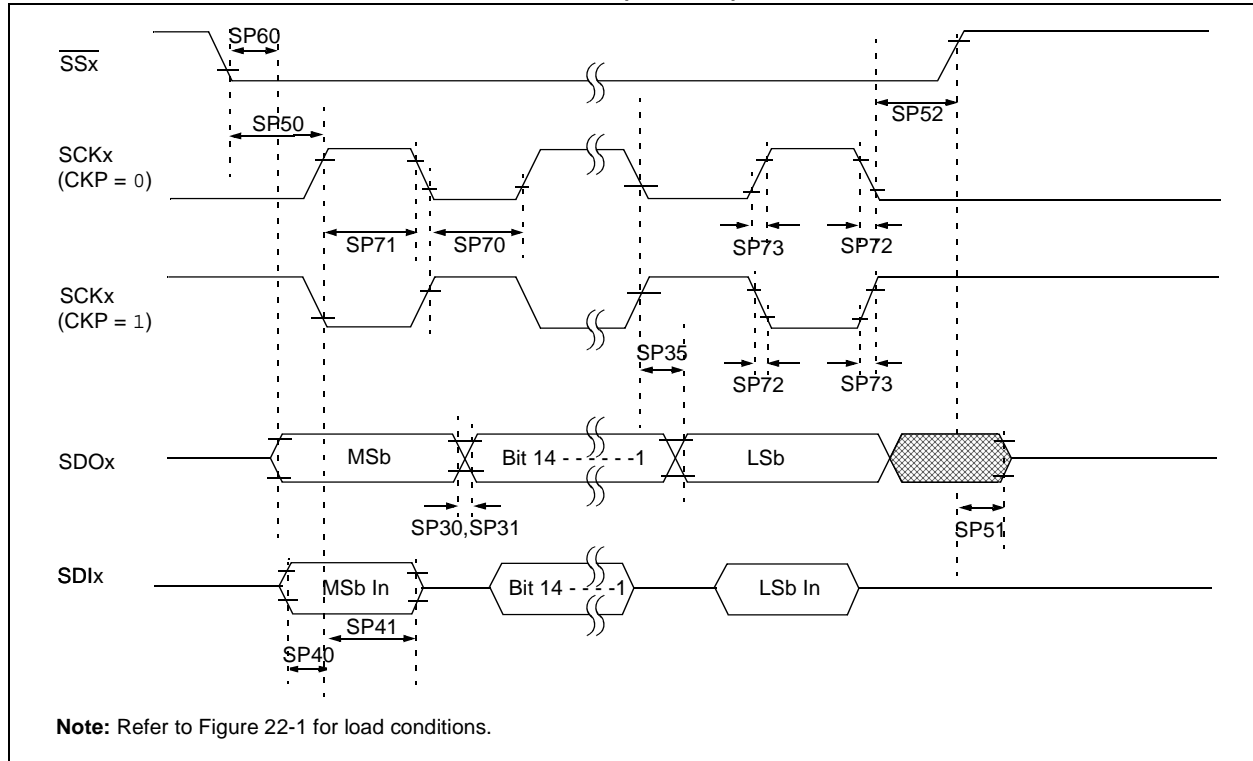 SP60
SSx
SP50
SP52
SCKx
(CKP = 0)
SP71
SP70
SP73
SP72
SCKx
(CKP = 1)
SP35
SP72
SP73
SDOx
MSb
Bit 14 - - - - - -1
LSb
SP30,SP31
SP51
SDIx
MSb In
Bit 14 - - - -1
LSb In
SP41
SP40
Note: Refer to Figure 22-1 for load conditions.